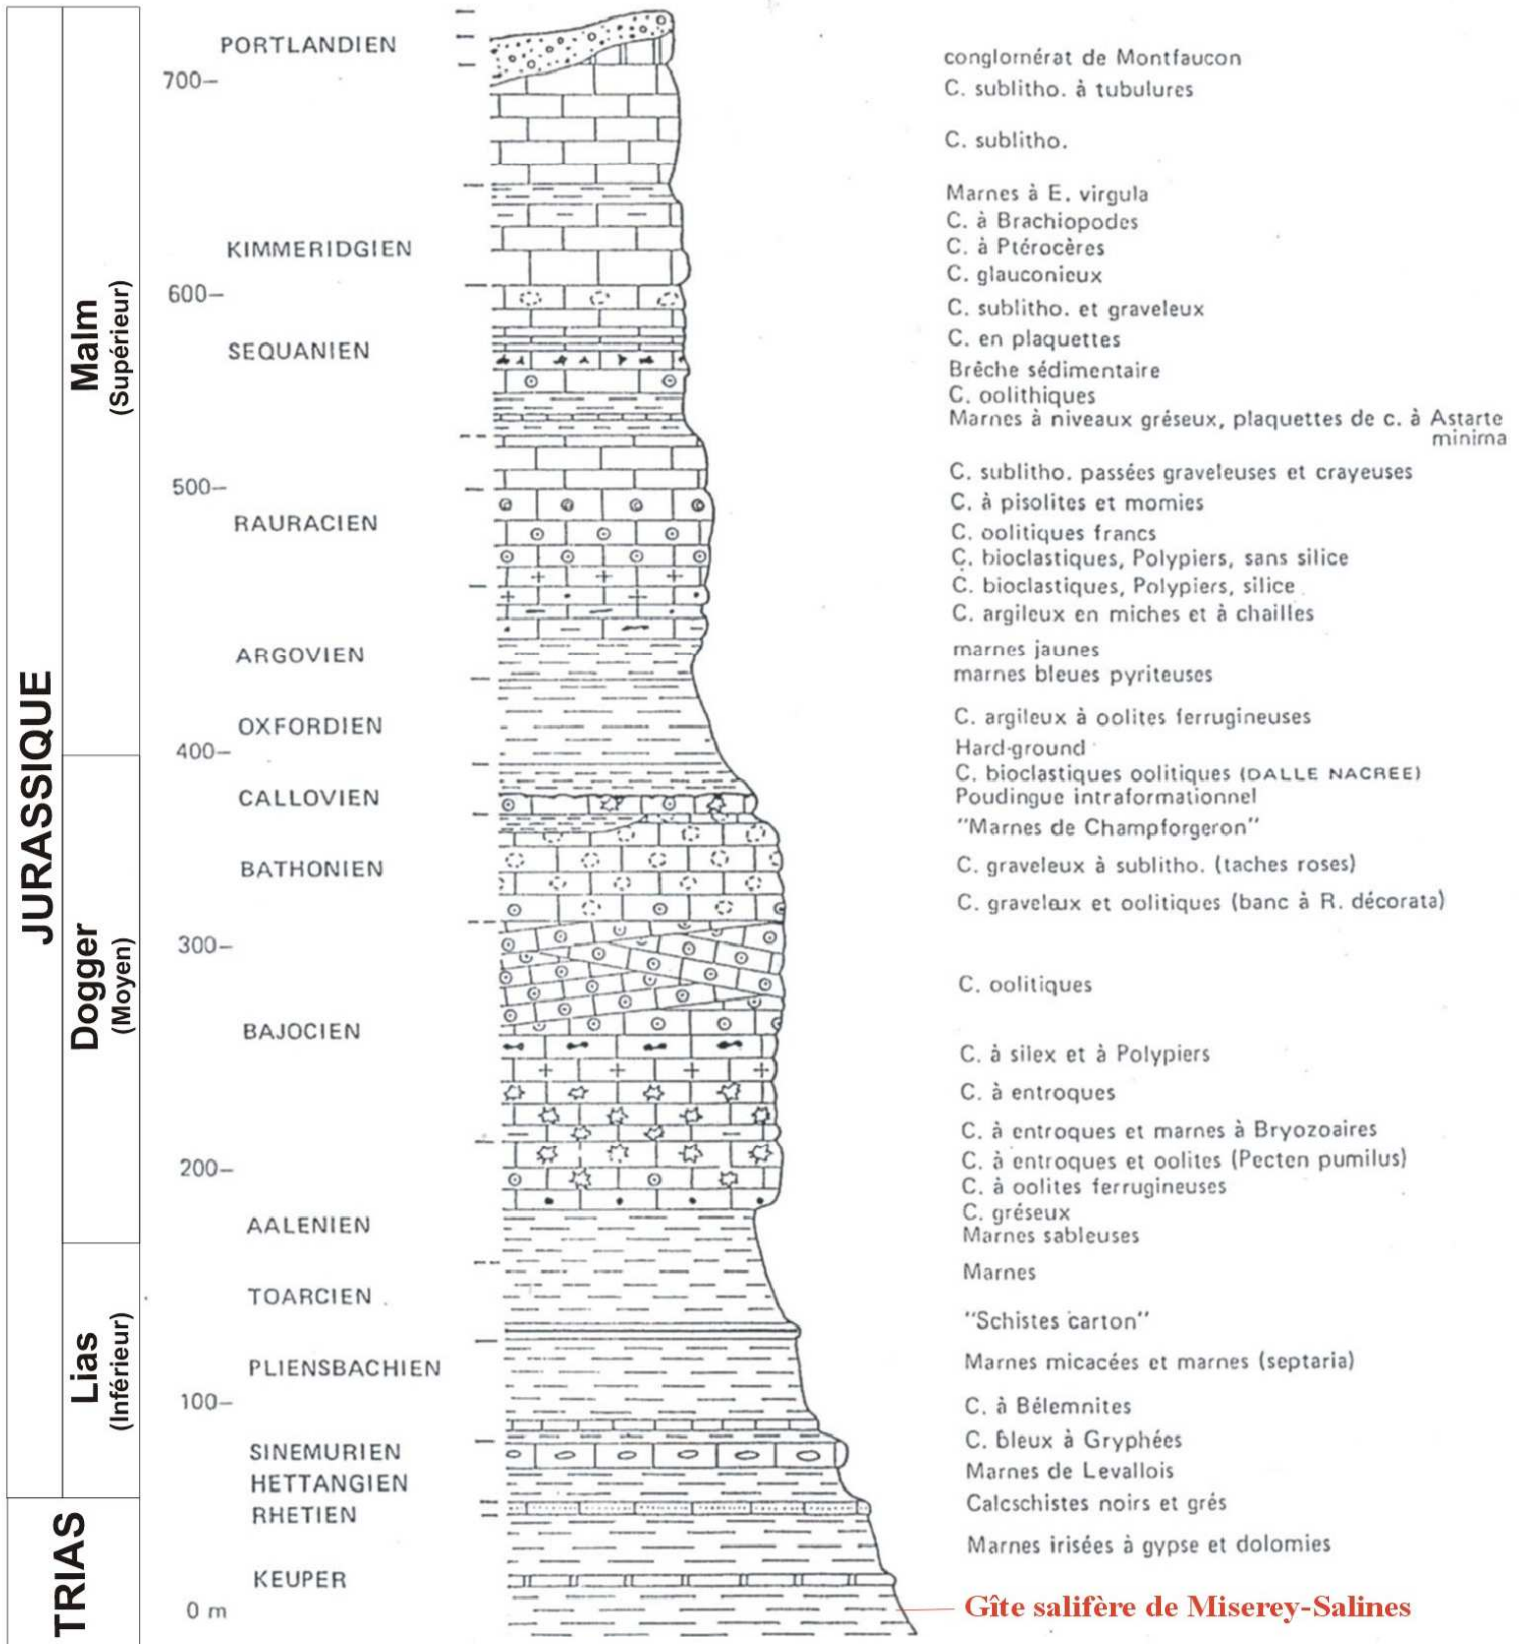 JURASSIQUE
TRIAS
Malm
(Supérieur)
Dogger
(Moyen)
Lias
(Inférieur)
PORTLANDIEN
700
KIMMERIDGIEN
600
SEQUANIEN
500
RAURACIEN
ARGOVIEN
OXFORDIEN
400
CALLOVIEN
BATHONIEN
300
BAJOCIEN
200
AALENIEN
TOARCIEN
PLIENSBACHIEN
100
SINEMURIEN
HETTANGIEN
RHETIEN
KEUPER
0 m
conglomérat de Montfaucon
C. sublitho. à tubulures
C. sublitho.
Marnes à E. virgula
C. à Brachiopodes
C. à Ptérocères
C. glauconieux
C. sublitho. et graveleux
C. en plaquettes
Brêche sédimentaire
C. oolithiques
Marnes à niveaux gréseux, plaquettes de c. à Astarte
minima
C. sublitho. passées graveleuses et crayeuses
C. à pisolites et momies
C. oolitiques francs
C. bioclastiques, Polypiers, sans silice
C. bioclastiques, Polypiers, silice
C. argileux en miches et à chailles
marnes jaunes
marnes bleues pyriteuses
C. argileux à oolites ferrugineuses
Hard-ground
C. bioclastiques oolitiques (DALLE NACREE)
Poudingue intraformationnel
"Marnes de Champforgeron"
C. graveleux à sublitho. (taches roses)
C. graveleux et oolitiques (banc à R. décorata)
C. oolitiques
C. à silex et à Polypiers
C. à entroques
C. à entroques et marnes à Bryozoaires
C. à entroques et oolites (Pecten pumilus)
C. à oolites ferrugineuses
C. gréseux
Marnes sableuses
Marnes
"Schistes carton"
Marnes micacées et marnes (septaria)
C. à Bélemnites
C. bleux à Gryphées
Marnes de Levallois
Calcschistes noirs et grés
Marnes irisées à gypse et dolomies
Gîte salifère de Miserey-Salines